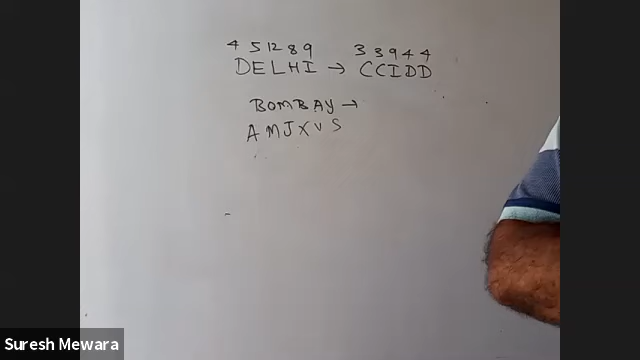 4 5 12 8 9 3 3 9 4 4
DELHI → CCIDD
BOMBAY →
AMJXVS
Suresh Mewara